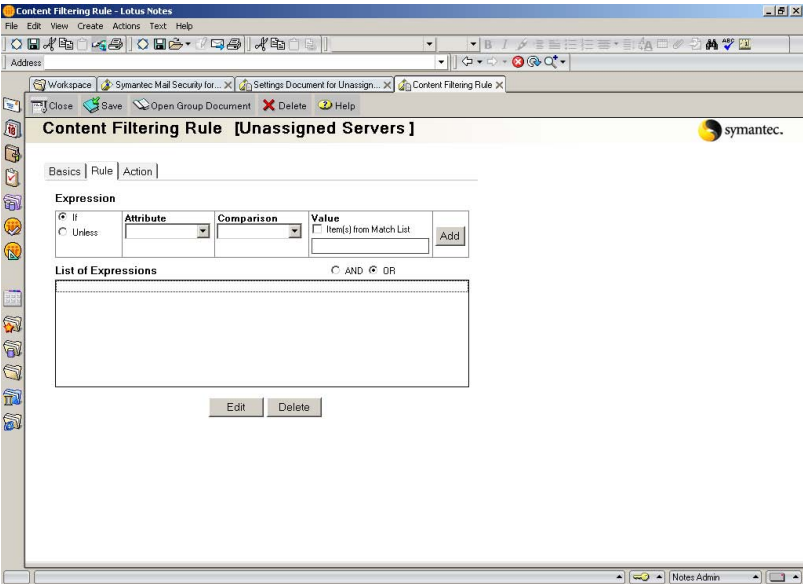 Content Filtering Rule - Lotus Notes
File Edit View Create Actions Text Help
Address
Workspace Symantec Mail Security for... Settings Document for Unassign... Content Filtering Rule
Close Save Open Group Document Delete Help
Content Filtering Rule [Unassigned Servers]
symantec.
Basics Rule Action
Expression
If Attribute Comparison Value
Unless Item(s) from Match List
Add
List of Expressions AND OR
Edit Delete
Notes Admin